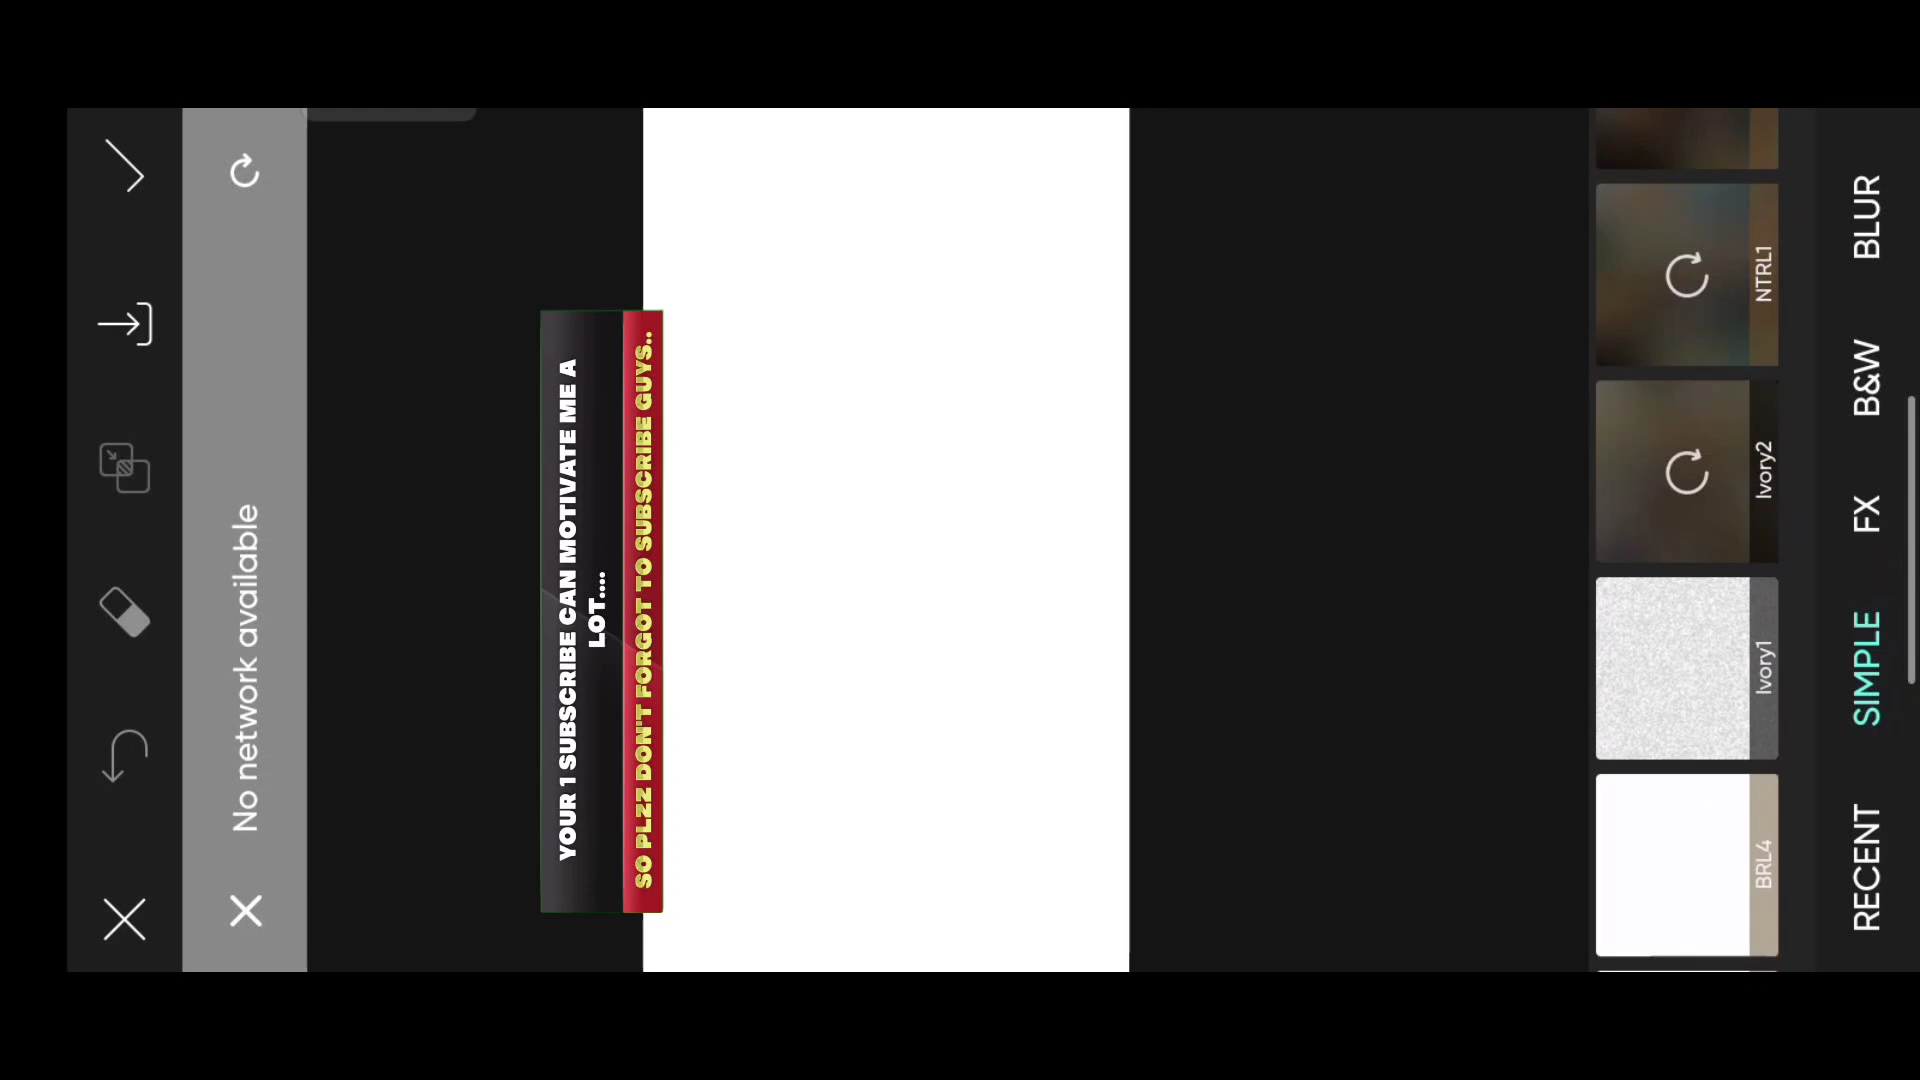 No network available
YOUR 1 SUBSCRIBE CAN MOTIVATE ME A
LOT....
SO PLZZ DON'T FORGOT TO SUBSCRIBE GUYS..
BRL4
Ivory1
Ivory2
NTRL1
RECENT
SIMPLE
FX
B&W
BLUR